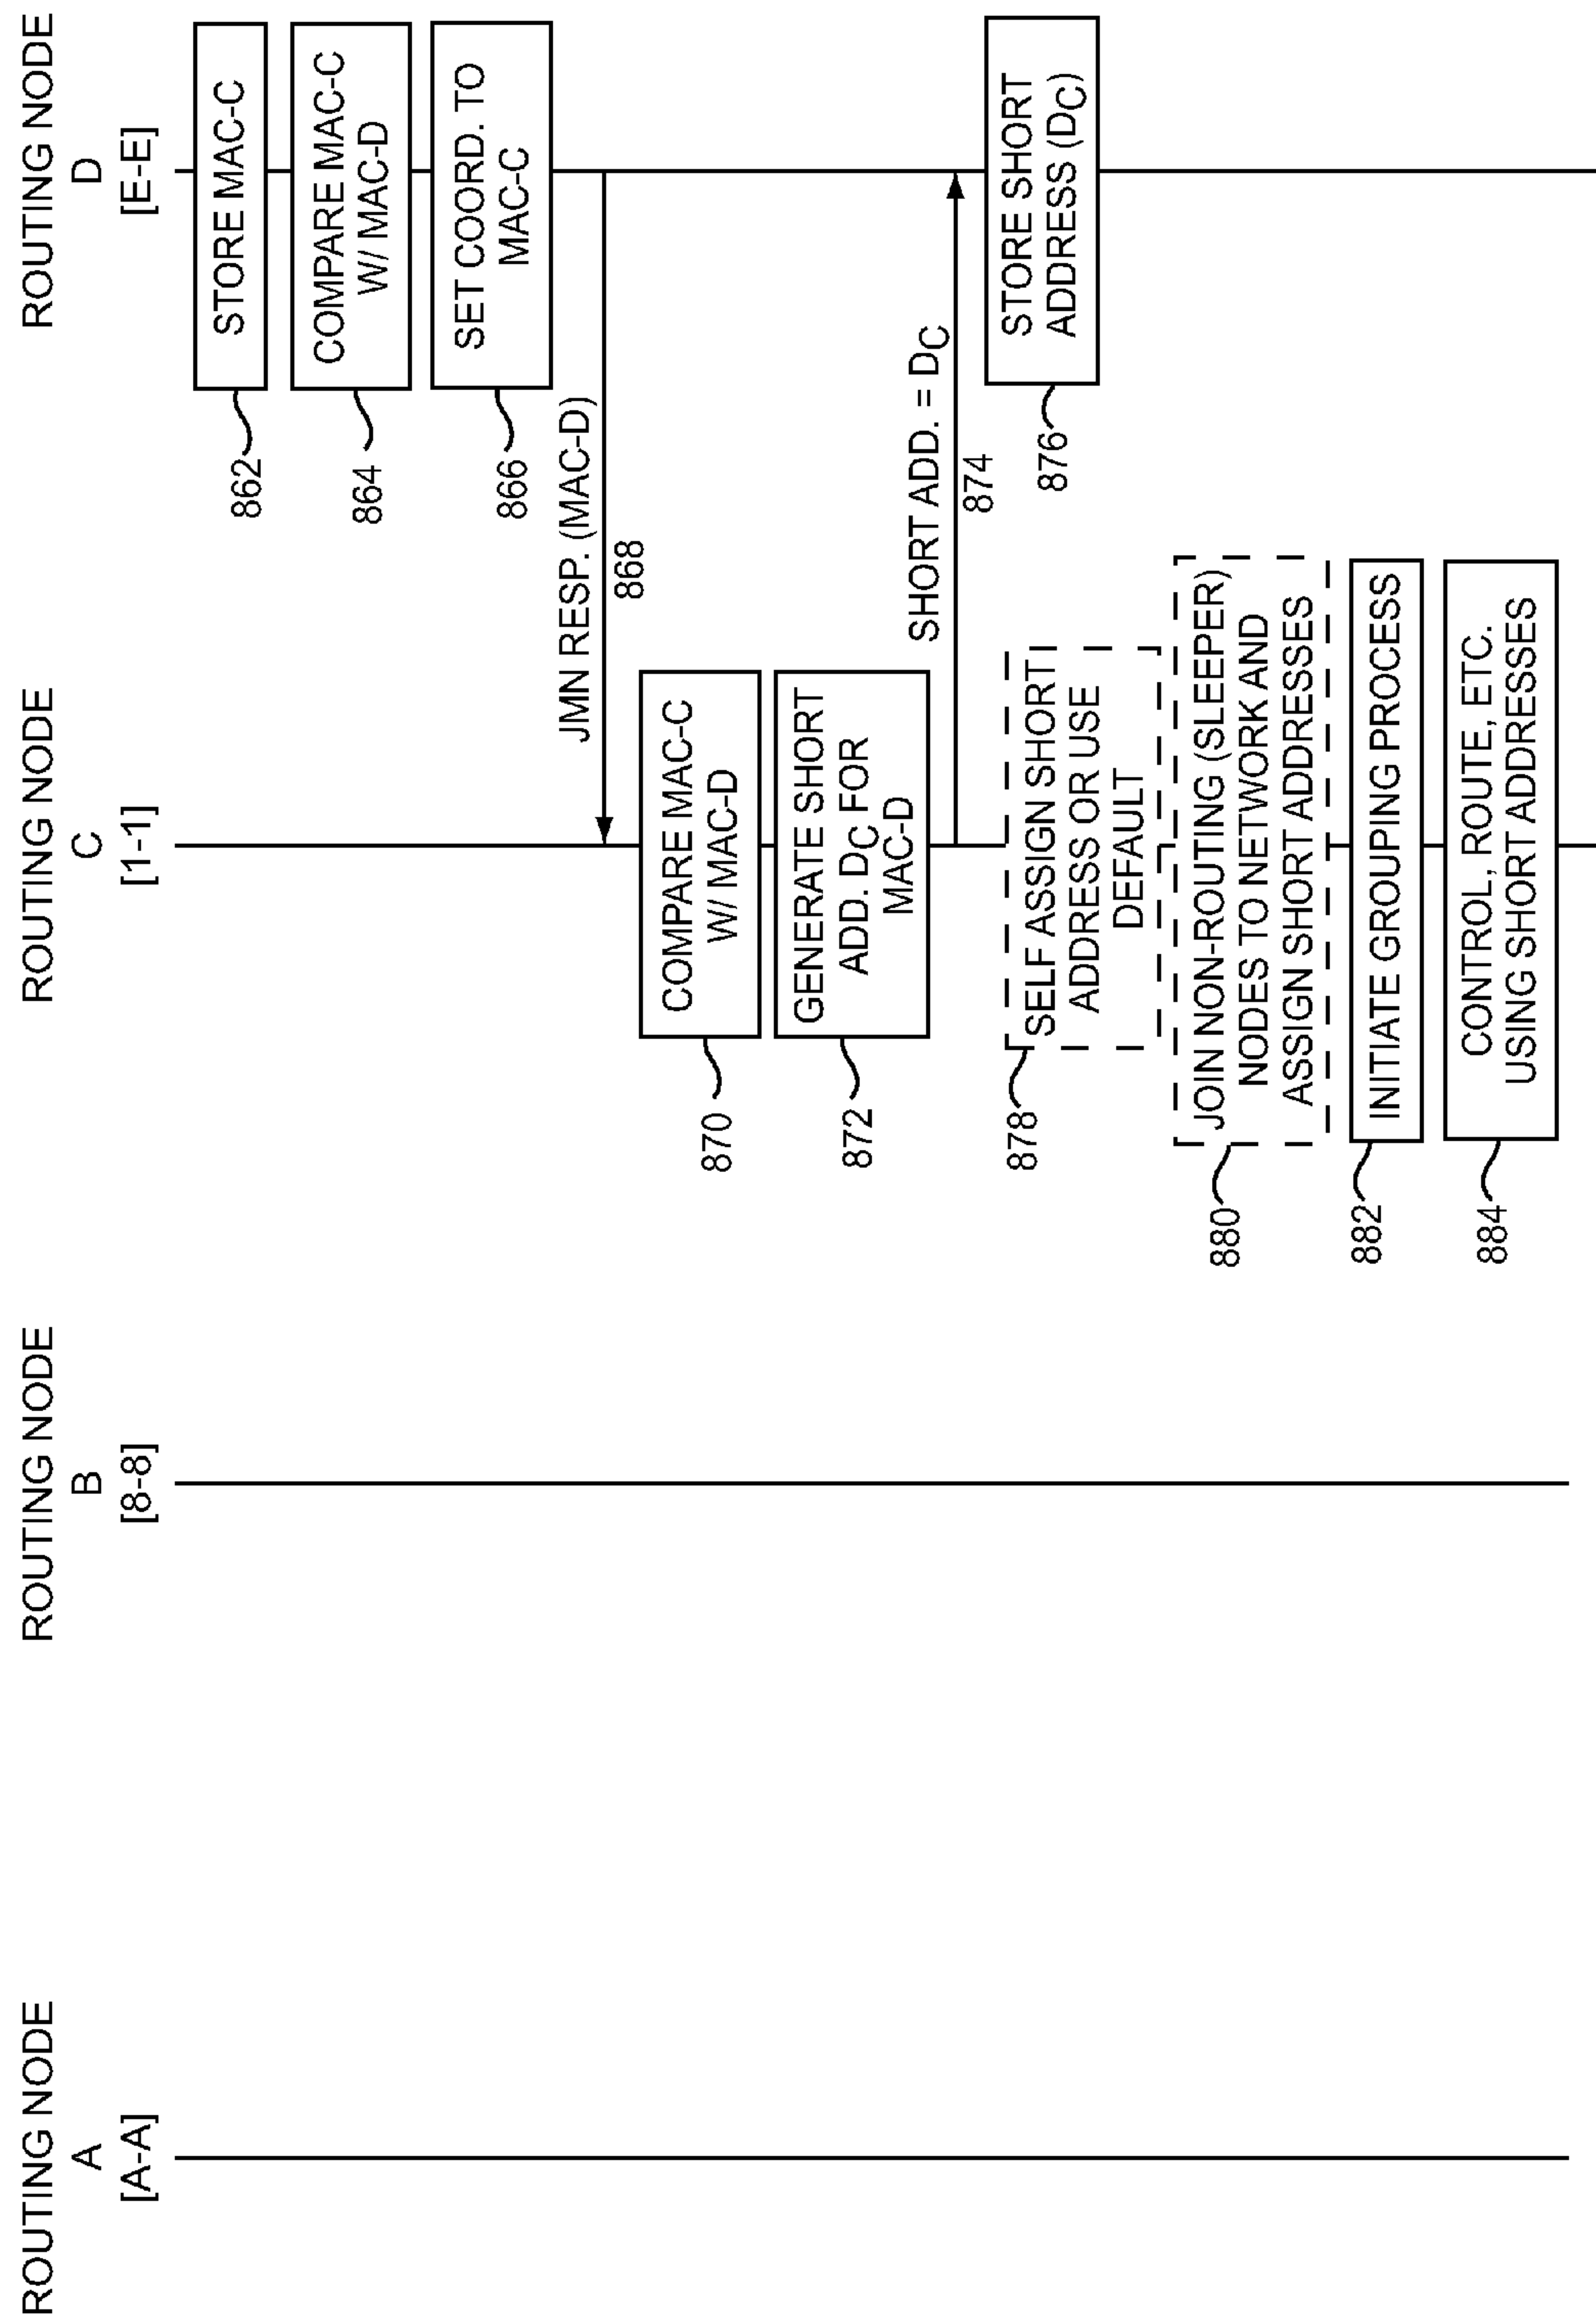 ROUTING NODE
A
[A-A]
ROUTING NODE
B
[8-8]
ROUTING NODE
C
[1-1]
ROUTING NODE
D
[E-E]
STORE MAC-C
862
COMPARE MAC-C
W/ MAC-D
864
SET COORD. TO
MAC-C
866
JMN RESP. (MAC-D)
868
COMPARE MAC-C
W/ MAC-D
870
GENERATE SHORT
ADD. DC FOR
MAC-D
872
SHORT ADD. = DC
874
STORE SHORT
ADDRESS (DC)
876
SELF ASSIGN SHORT
ADDRESS OR USE
DEFAULT
878
JOIN NON-ROUTING (SLEEPER)
NODES TO NETWORK AND
ASSIGN SHORT ADDRESSES
880
INITIATE GROUPING PROCESS
882
CONTROL, ROUTE, ETC.
USING SHORT ADDRESSES
884